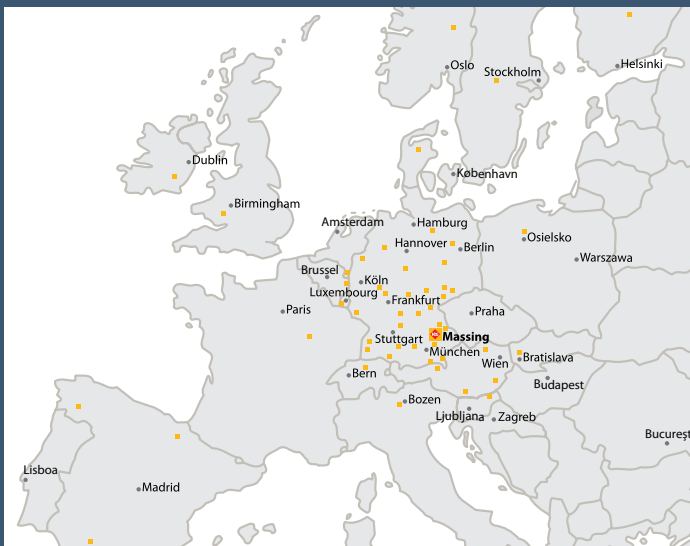 Oslo
Stockholm
Helsinki
Dublin
København
Birmingham
Amsterdam
Hamburg
Hannover
Berlin
Osielsko
Warszawa
Brussel
Köln
Luxembourg
Frankfurt
Paris
Praha
Stuttgart
Massing
München
Wien
Bratislava
Bern
Budapest
Bozen
Ljubljana
Zagreb
Bucureşt
Lisboa
Madrid